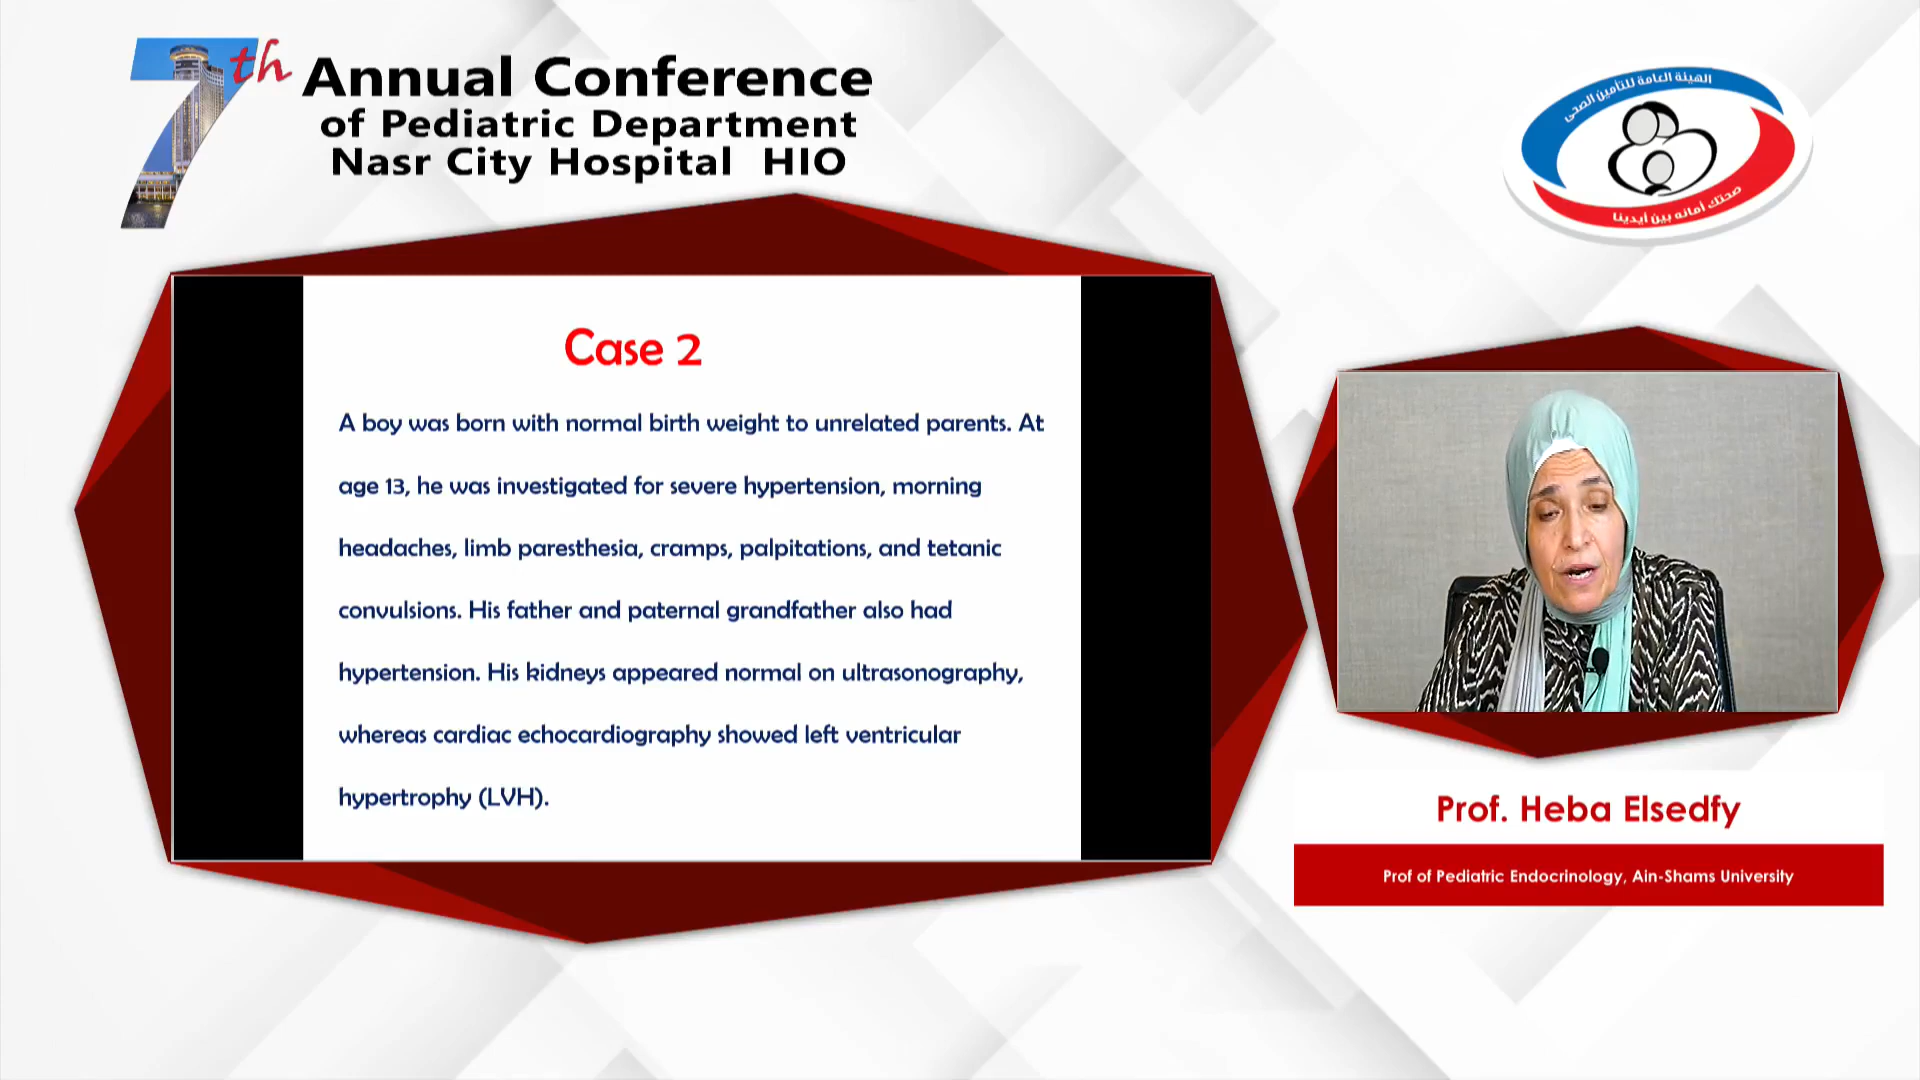 7th Annual Conference
of Pediatric Department
Nasr City Hospital HIO
الهيئة العامة للتأمين الصحى
صحتك أمانه بين أيدينا
Case 2
A boy was born with normal birth weight to unrelated parents. At
age 13, he was investigated for severe hypertension, morning
headaches, limb paresthesia, cramps, palpitations, and tetanic
convulsions. His father and paternal grandfather also had
hypertension. His kidneys appeared normal on ultrasonography,
whereas cardiac echocardiography showed left ventricular
hypertrophy (LVH).
Prof. Heba Elsedfy
Prof of Pediatric Endocrinology, Ain-Shams University